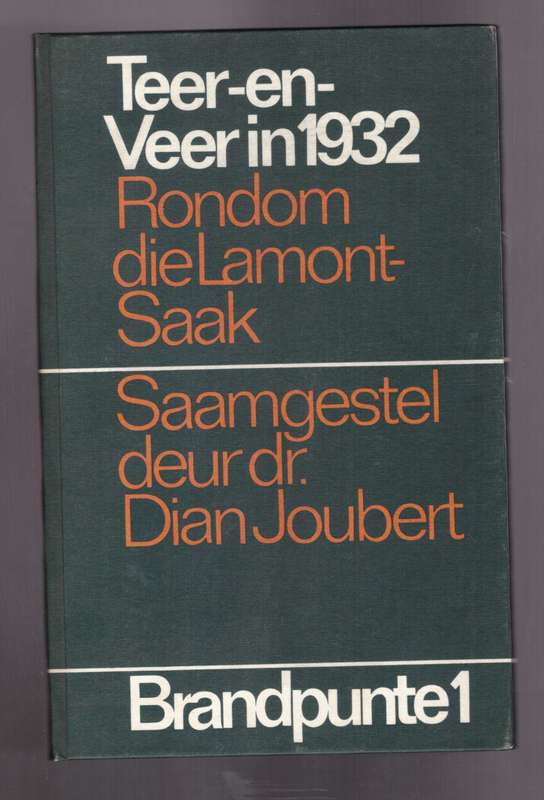 Teer-en-
Veer in 1932
Rondom
die Lamont-
Saak
Saamgestel
deur dr.
Dian Joubert
Brandpunte 1